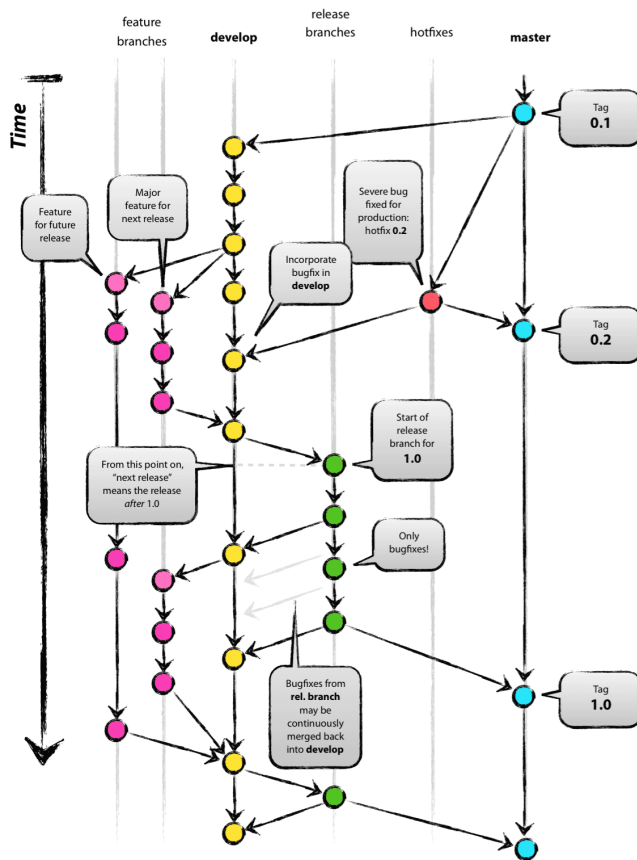 feature
branches
develop
release
branches
hotfixes
master
Time
Tag
0.1
Major
feature for
next release
Feature
for future
release
Severe bug
fixed for
production:
hotfix 0.2
Incorporate
bugfix in
develop
Tag
0.2
Start of
release
branch for
1.0
From this point on,
“next release”
means the release
after 1.0
Only
bugfixes!
Bugfixes from
rel. branch
may be
continuously
merged back
into develop
Tag
1.0